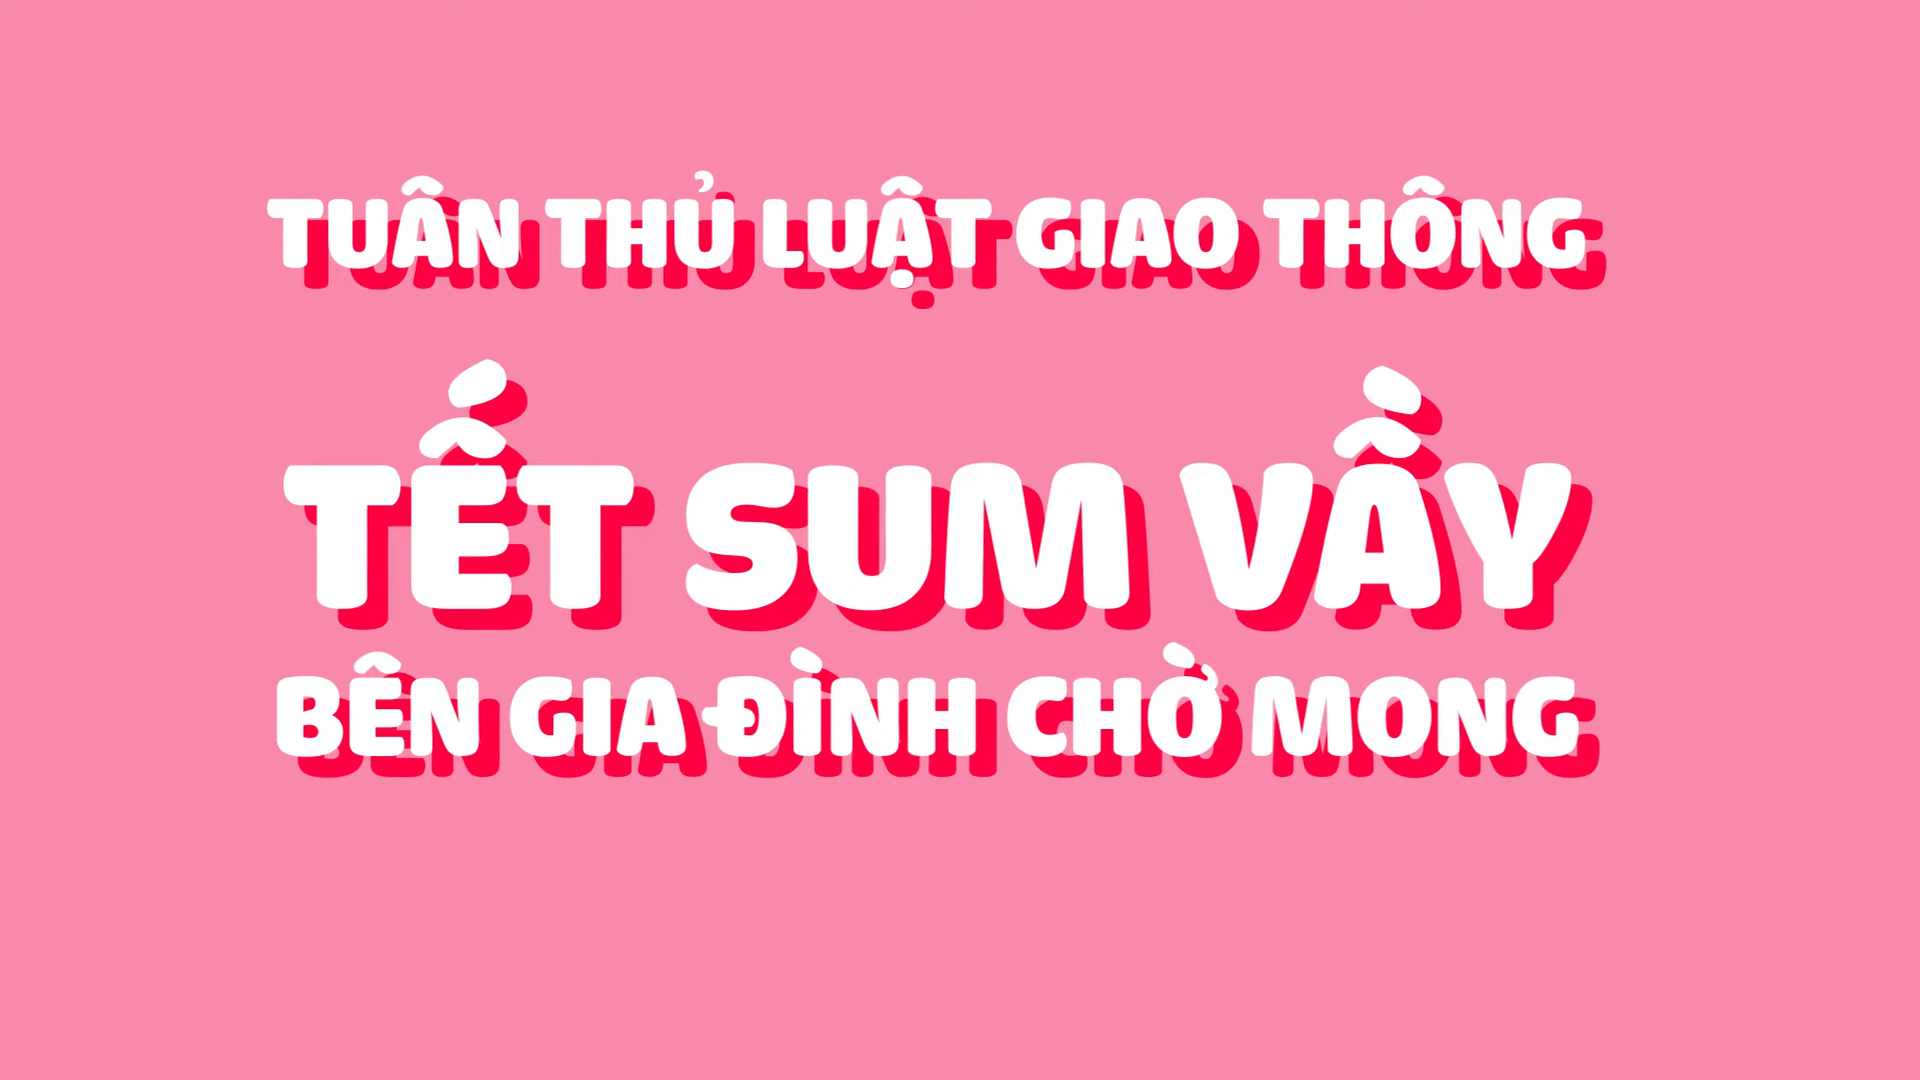 TUÂN THỦ LUẬT GIAO THÔNG
TẾT SUM VẦY
BÊN GIA ĐÌNH CHỜ MONG